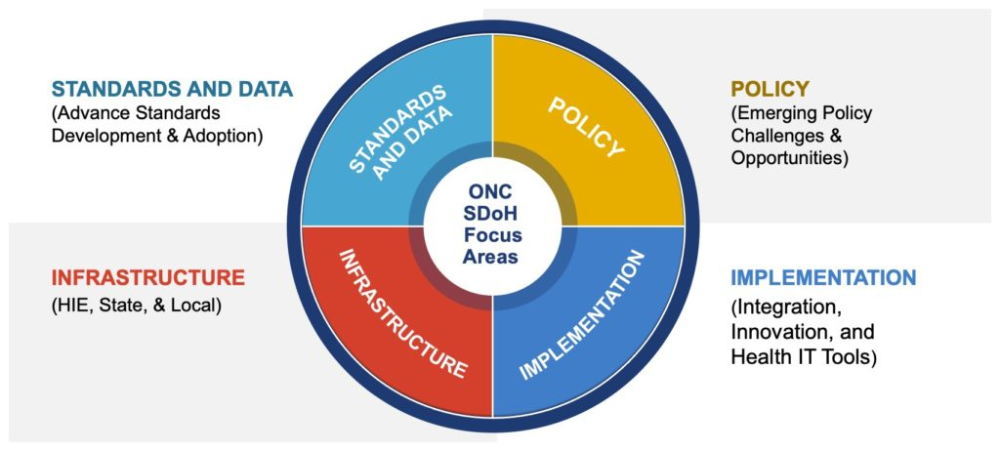 STANDARDS AND DATA
(Advance Standards
Development & Adoption)
POLICY
(Emerging Policy
Challenges &
Opportunities)
STANDARDS
AND DATA
POLICY
ONC
SDoH
Focus
Areas
INFRASTRUCTURE
IMPLEMENTATION
INFRASTRUCTURE
(HIE, State, & Local)
IMPLEMENTATION
(Integration,
Innovation, and
Health IT Tools)